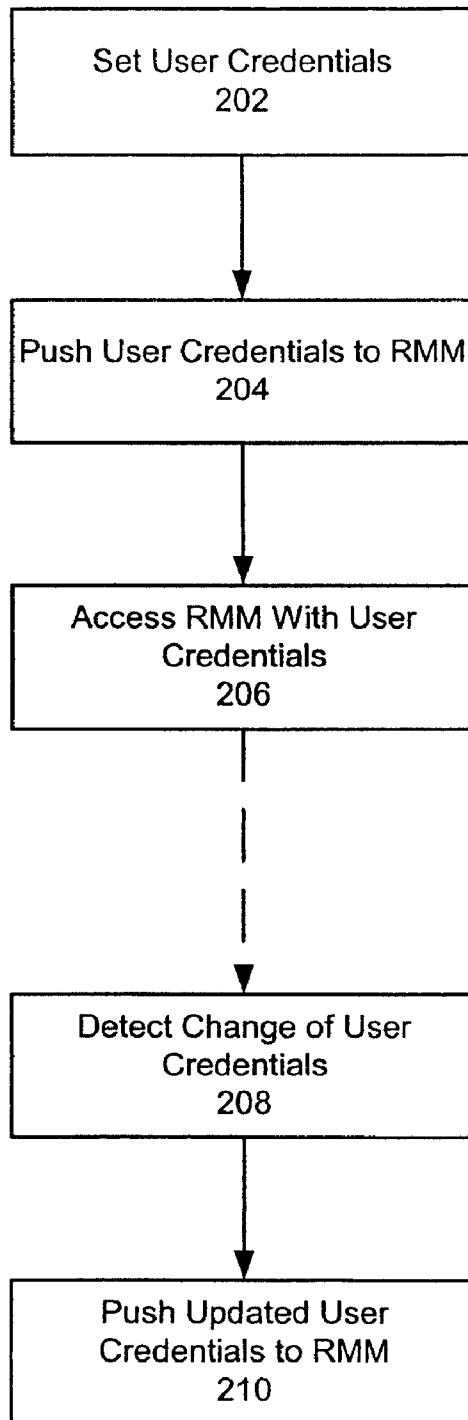 Set User Credentials
202
Push User Credentials to RMM
204
Access RMM With User
Credentials
206
Detect Change of User
Credentials
208
Push Updated User
Credentials to RMM
210